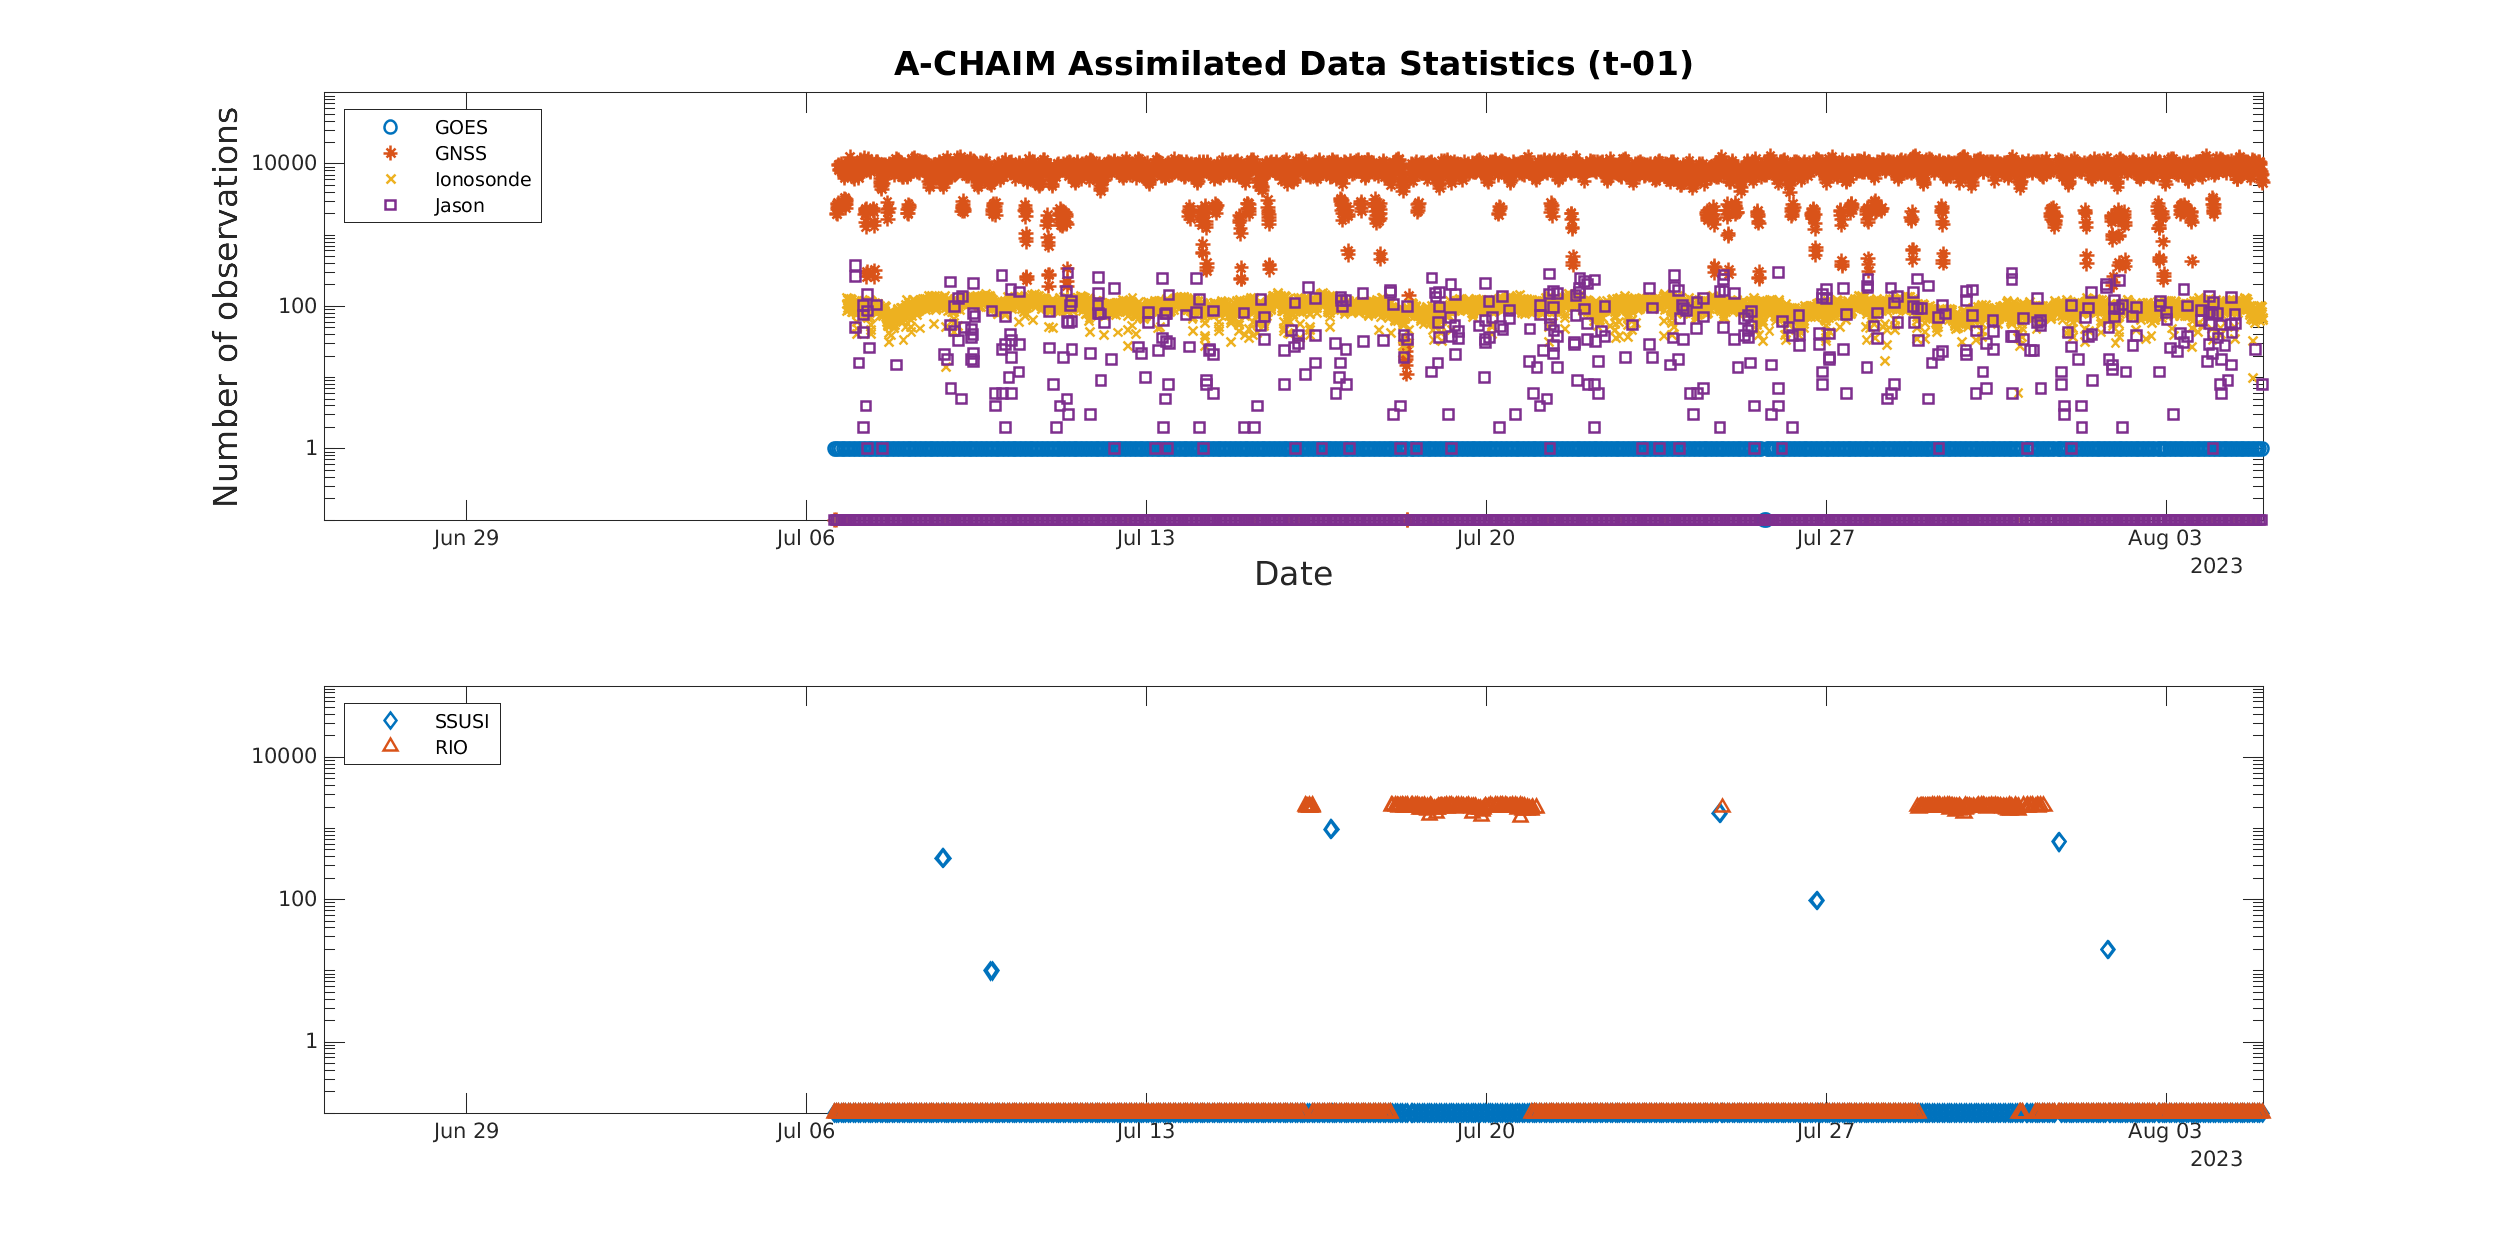 A-CHAIM Assimilated Data Statistics (t-01)
Number of observations
GOES
GNSS
Ionosonde
Jason
10000
100
1
Jun 29
Jul 06
Jul 13
Jul 20
Jul 27
Aug 03
2023
Date
SSUSI
RIO
10000
100
1
Jun 29
Jul 06
Jul 13
Jul 20
Jul 27
Aug 03
2023